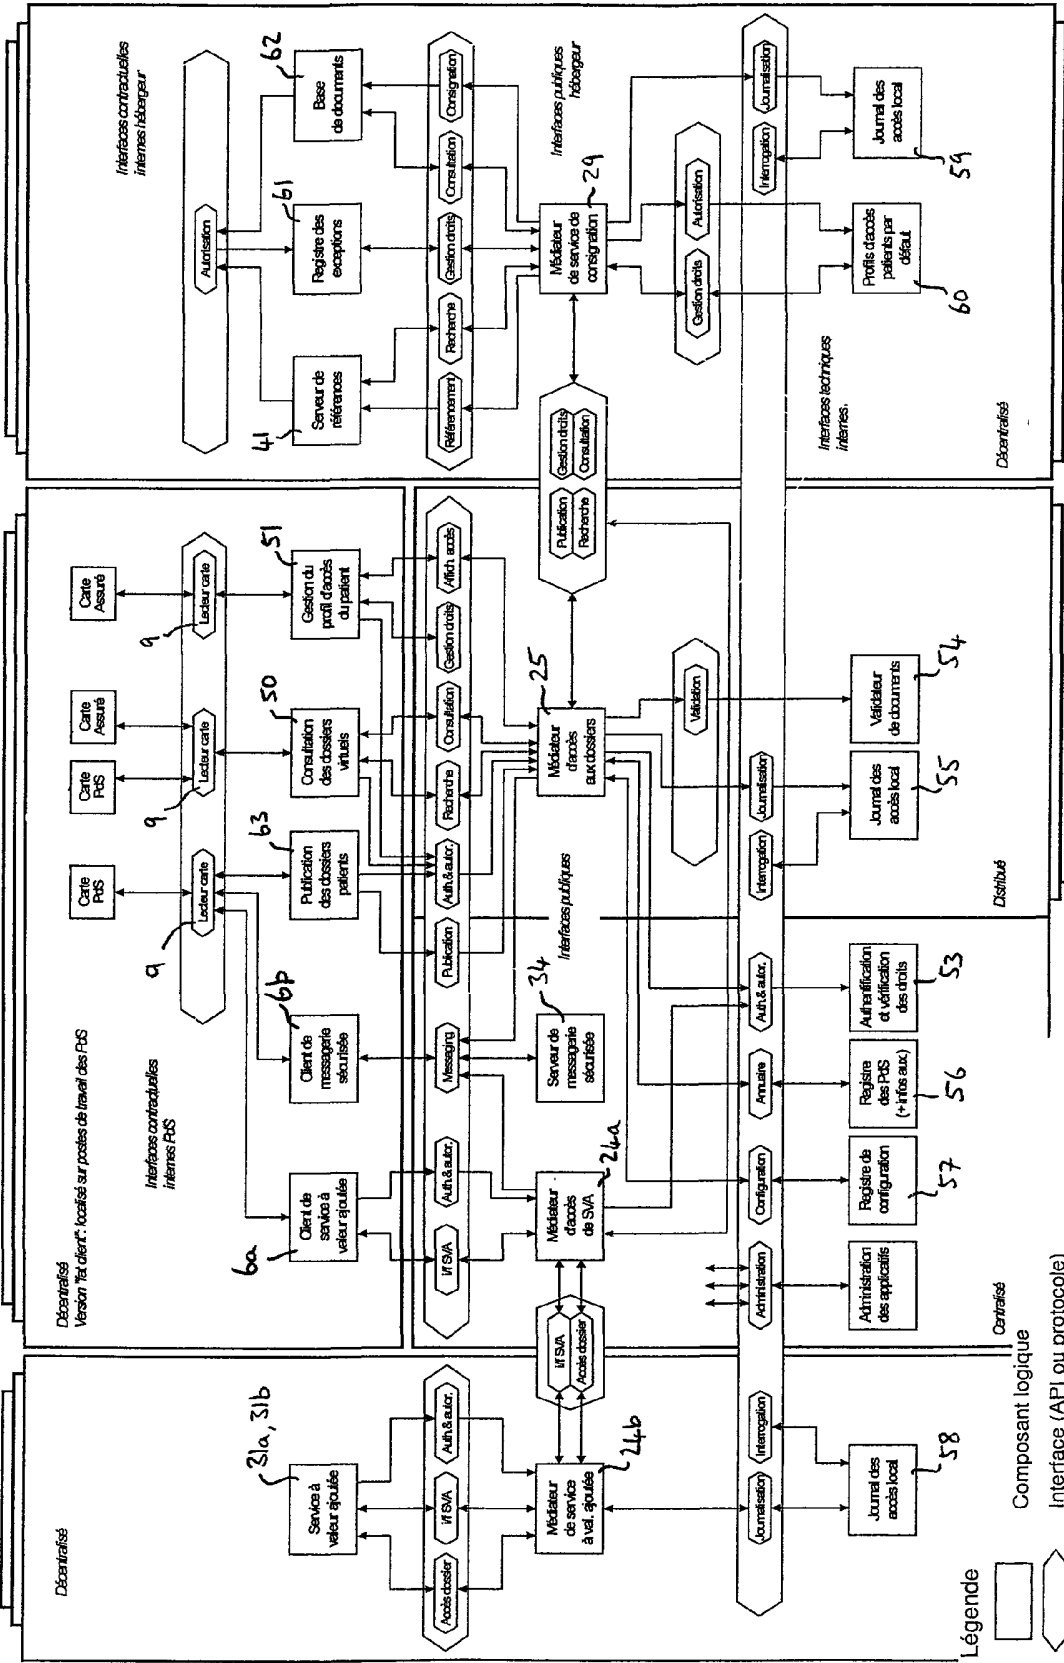 Décentralisé
Service à
valeur ajoutée
31a, 31b
Accès dossier
I/f SVA
Auth & autor.
Médiateur
de service
à val. ajoutée
24b
Journalisation
Interrogation
Journal des
accès local
58
I/f SVA
Accès dossier
Décentralisé
Version "fat client": localisé sur postes de travail des PdS
Interfaces contractuelles
internes PdS
Carte
PdS
Carte
PdS
Carte
Assuré
Carte
Assuré
Lecteur carte
9
Lecteur carte
9
Lecteur carte
9
Client de
service à
valeur ajoutée
6a
Client de
messagerie
sécurisée
6b
Publication
des dossiers
patients
63
Consultation
des dossiers
virtuels
50
Gestion du
profil d'accès
du patient
51
I/f SVA
Auth & autor.
Messaging
Publication
Auth & autor.
Recherche
Consultation
Gestion droits
Affich. accès
Médiateur
d'accès
de SVA
24a
Serveur de
messagerie
sécurisée
34
Interfaces publiques
Médiateur
d'accès
aux dossiers
25
Validation
Administration
Configuration
Annuaire
Auth & autor.
Interrogation
Journalisation
Administration
des applicatifs
Registre de
configuration
57
Registre
des PdS
(+ infos aux.)
56
Authentification
et vérification
des droits
53
Journal des
accès local
55
Validateur
de documents
54
Centralisé
Distribué
Publication
Gestion droits
Recherche
Consultation
Interfaces contractuelles
internes hébergeur
Autorisation
Serveur de
références
41
Registre des
exceptions
61
Base
de documents
62
Référencement
Recherche
Gestion droits
Consultation
Consignation
Médiateur
de service de
consignation
29
Interfaces publiques
hébergeur
Gestion droits
Autorisation
Interfaces techniques
internes.
Interrogation
Journalisation
Profils d'accès
patients par
défaut
60
Journal des
accès local
59
Décentralisé
Légende
Composant logique
Interface (API ou protocole)